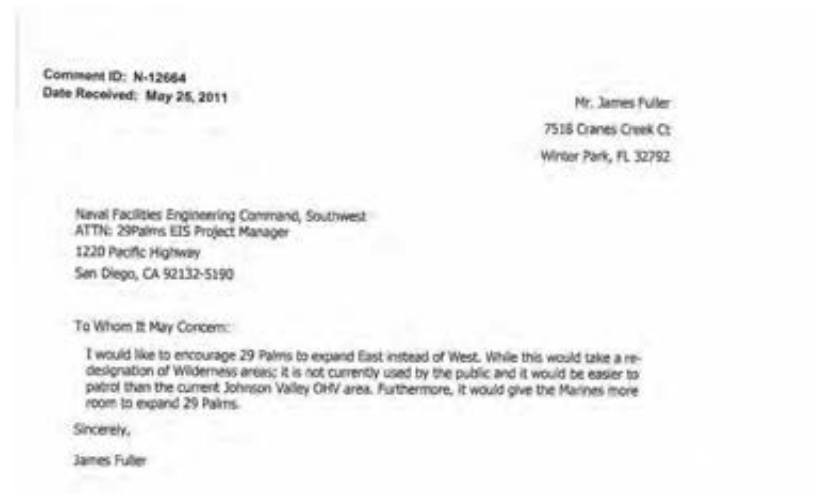 Comment ID: N-12664
Date Received: May 25, 2011
Mr. James Fuller
7518 Cranes Creek Ct
Winter Park, FL 32792
Naval Facilities Engineering Command, Southwest
ATTN: 29Palms EIS Project Manager
1220 Pacific Highway
San Diego, CA 92132-5190
To Whom It May Concern:
I would like to encourage 29 Palms to expand East instead of West. While this would take a re-
designation of Wilderness areas; it is not currently used by the public and it would be easier to
patrol than the current Johnson Valley OHV area. Furthermore, it would give the Marines more
room to expand 29 Palms.
Sincerely,
James Fuller